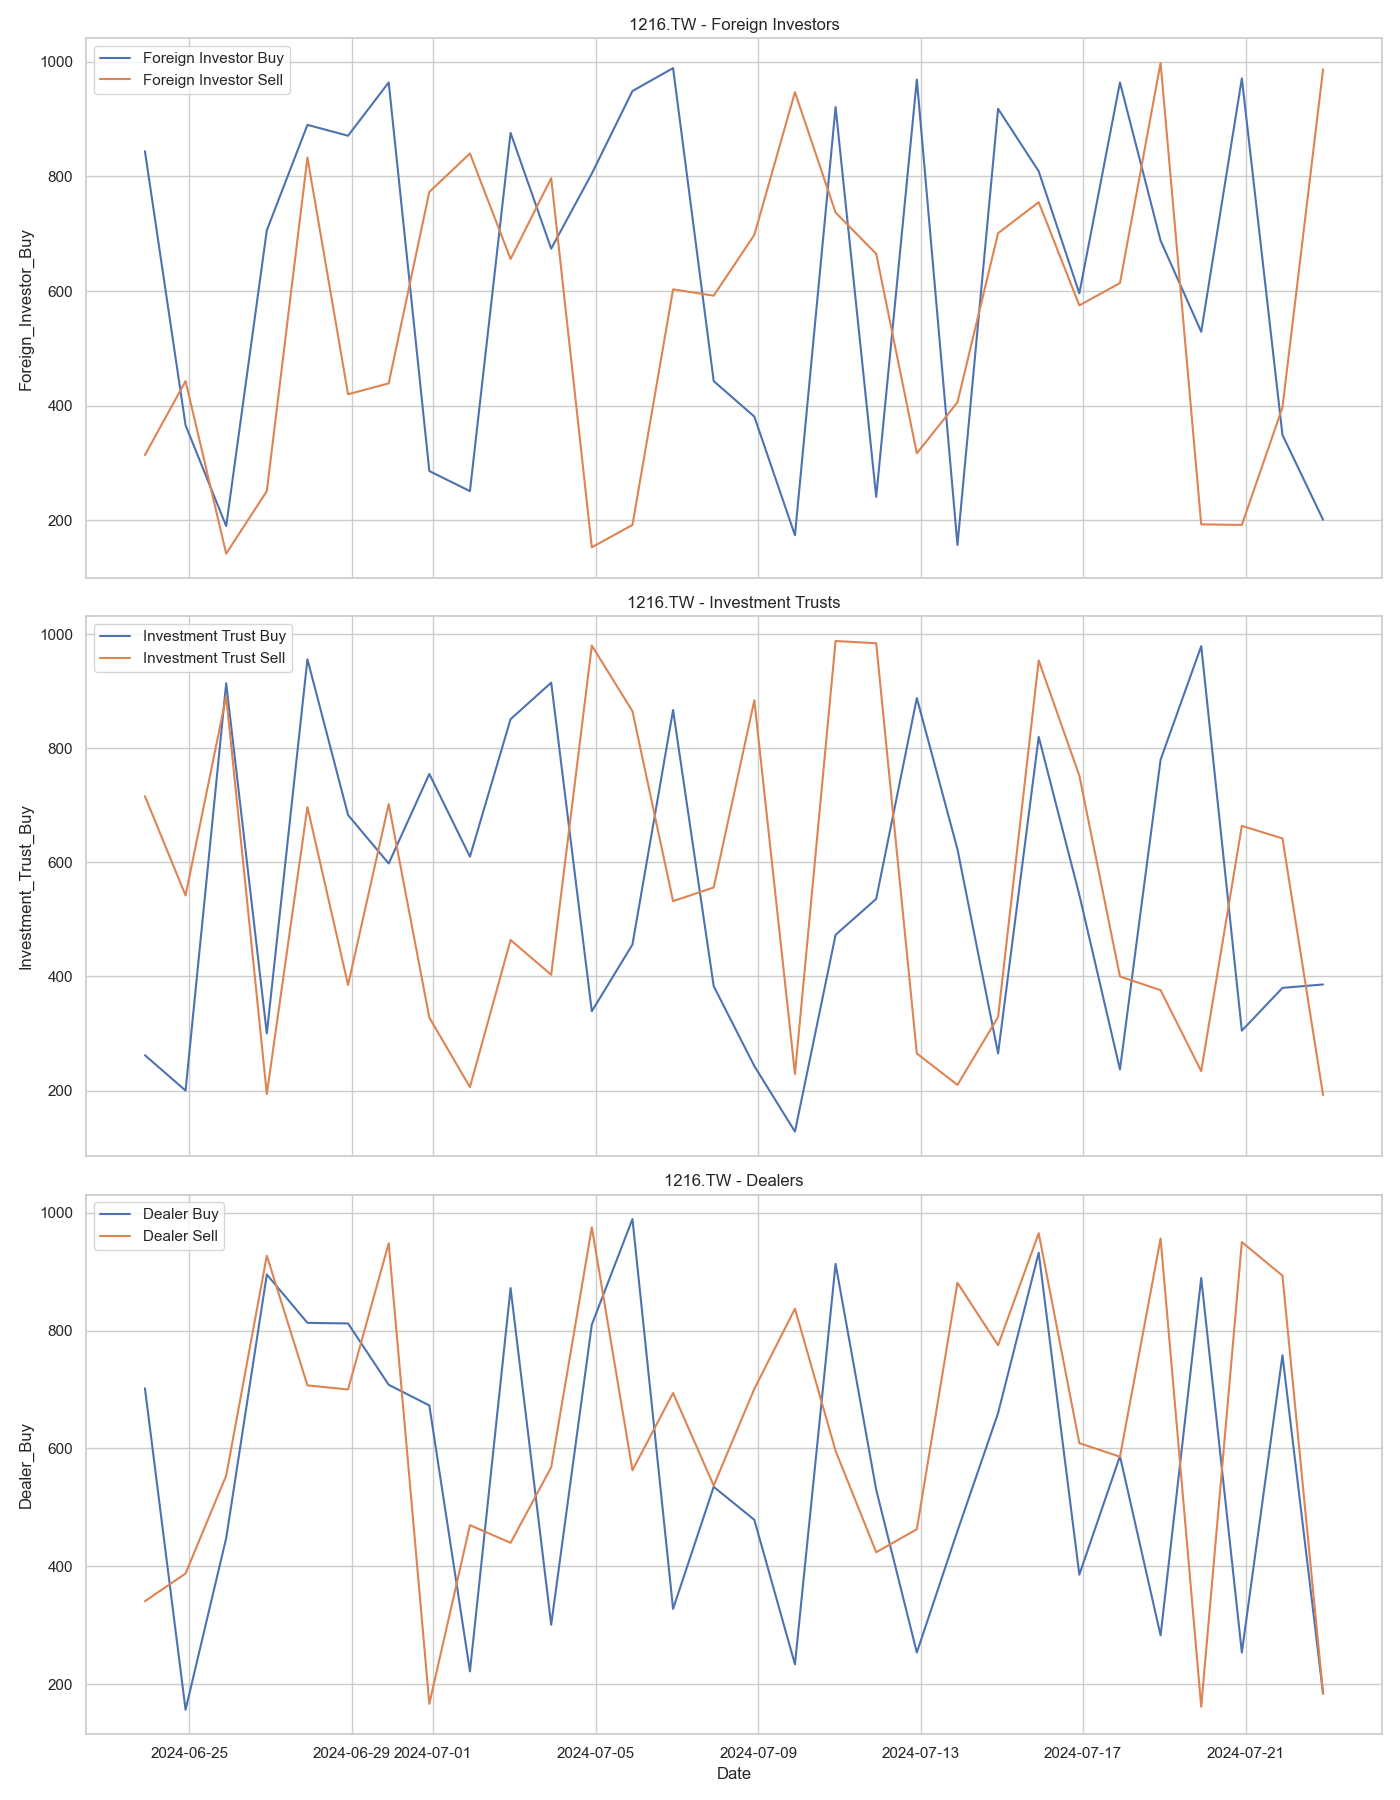 1216.TW - Foreign Investors
Foreign Investor Buy
Foreign Investor Sell
1000
800
600
400
200
Foreign_Investor_Buy
1216.TW - Investment Trusts
Investment Trust Buy
Investment Trust Sell
1000
800
600
400
200
Investment_Trust_Buy
1216.TW - Dealers
Dealer Buy
Dealer Sell
1000
800
600
400
200
Dealer_Buy
2024-06-25 2024-06-29 2024-07-01 2024-07-05 2024-07-09 2024-07-13 2024-07-17 2024-07-21
Date